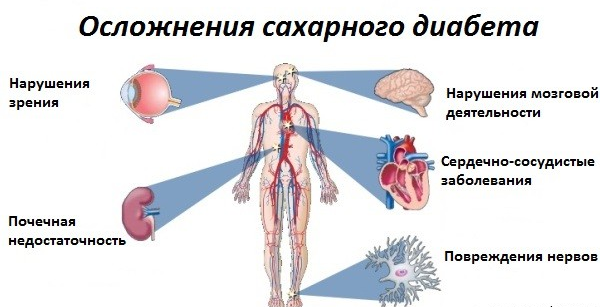 Осложнения сахарного диабета
Нарушения
зрения
Нарушения мозговой
деятельности
Сердечно-сосудистые
заболевания
Почечная
недостаточность
Повреждения нервов